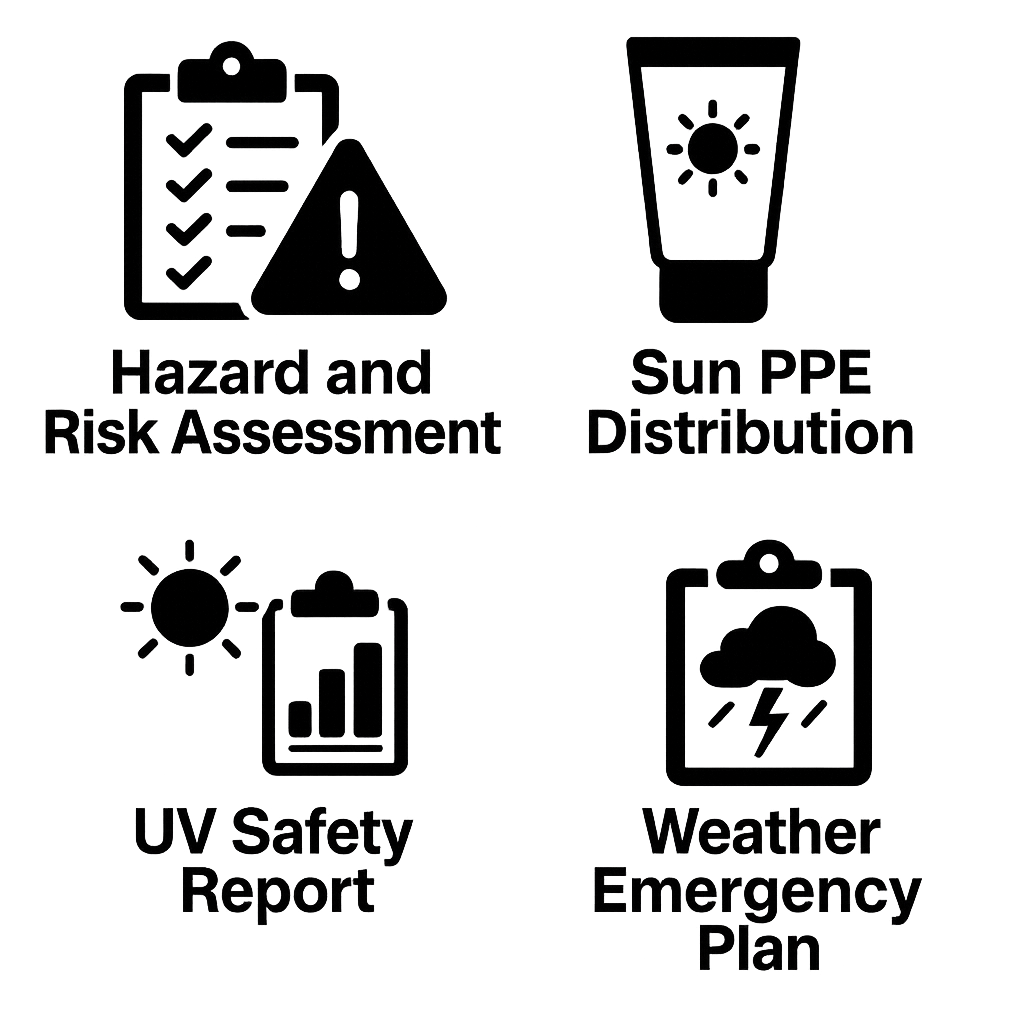 Hazard and
Risk Assessment
Sun PPE
Distribution
UV Safety
Report
Weather
Emergency
Plan